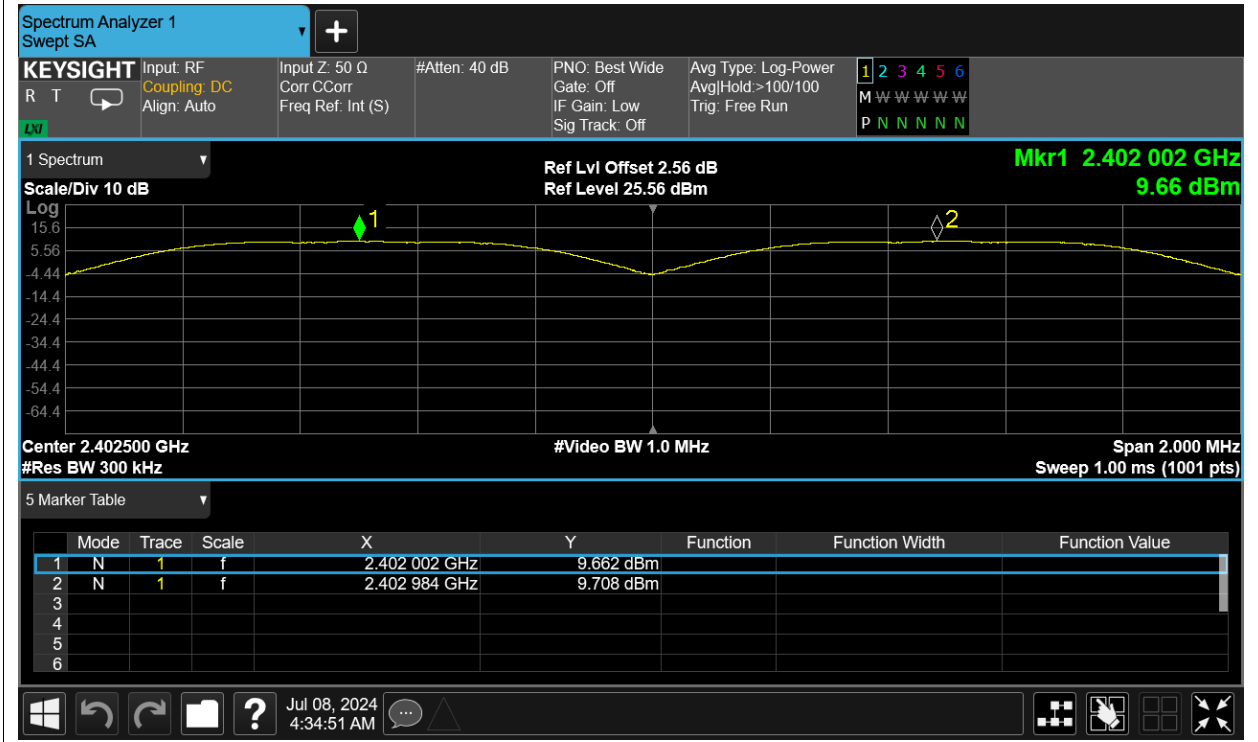 Spectrum Analyzer 1
Swept SA
+
KEYSIGHT
R T
LXI
Input: RF
Coupling: DC
Align: Auto
Input Z: 50 Ω
Corr CCorr
Freq Ref: Int (S)
#Atten: 40 dB
PNO: Best Wide
Gate: Off
IF Gain: Low
Sig Track: Off
Avg Type: Log-Power
Avg|Hold:>100/100
Trig: Free Run
1 2 3 4 5 6
M W W W W W
P N N N N N
1 Spectrum
Scale/Div 10 dB
Ref Lvl Offset 2.56 dB
Ref Level 25.56 dBm
Mkr1 2.402 002 GHz
9.66 dBm
Log
15.6
5.56
-4.44
-14.4
-24.4
-34.4
-44.4
-54.4
-64.4
1
2
Center 2.402500 GHz
#Video BW 1.0 MHz
Span 2.000 MHz
#Res BW 300 kHz
Sweep 1.00 ms (1001 pts)
5 Marker Table
Mode Trace Scale X Y Function Function Width Function Value
1 N 1 f 2.402 002 GHz 9.662 dBm
2 N 1 f 2.402 984 GHz 9.708 dBm
3
4
5
6
?
Jul 08, 2024
4:34:51 AM